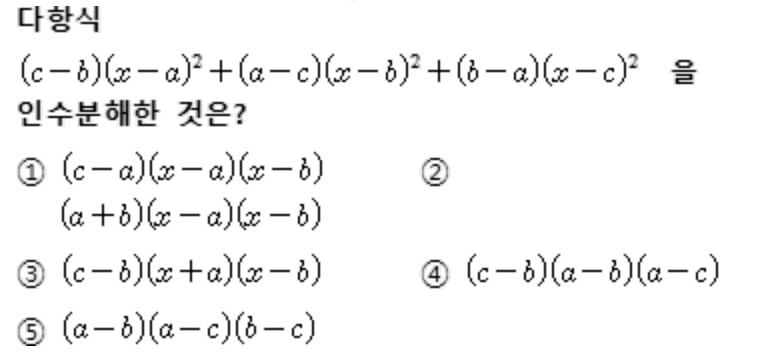 다항식
(c-b)(x-a)²+(a-c)(x-b)²+(b-a)(x-c)² 을
인수분해한 것은?
① (c-a)(x-a)(x-b) ②
(a+b)(x-a)(x-b)
③ (c-b)(x+a)(x-b) ④ (c-b)(a-b)(a-c)
⑤ (a-b)(a-c)(b-c)